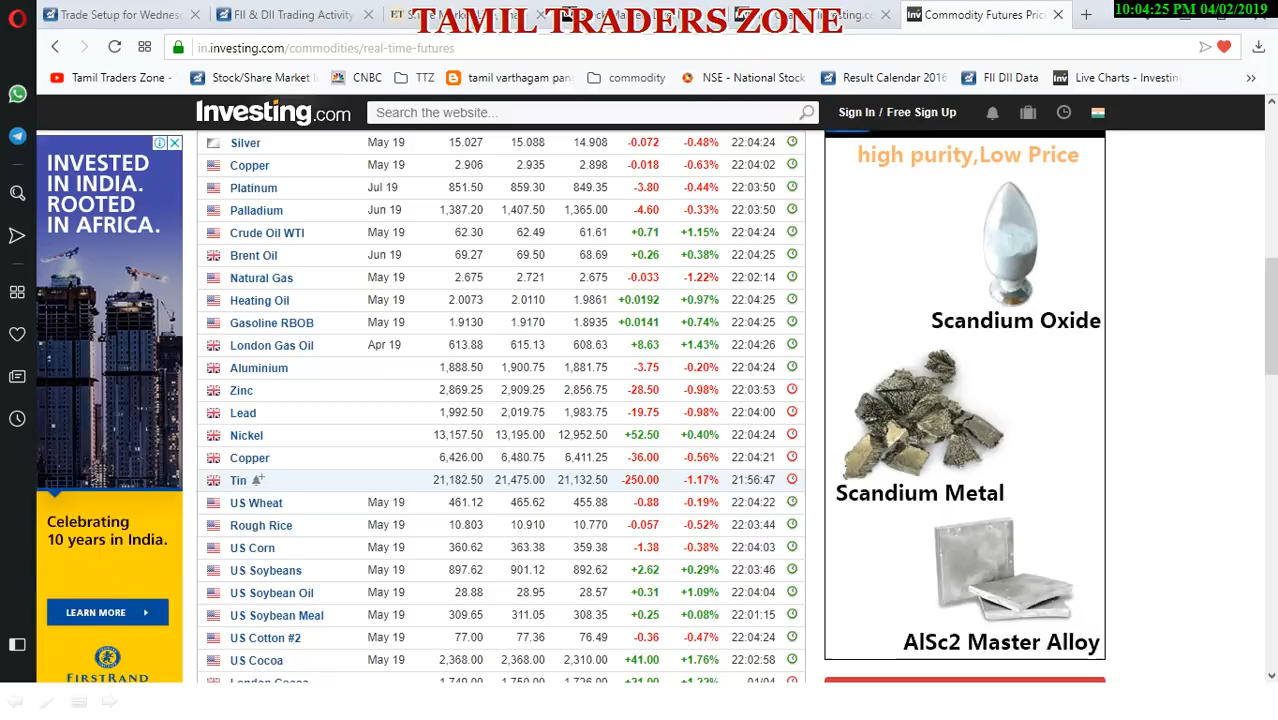 Trade Setup for Wednes
FII & DII Trading Activity
TAMIL TRADERS ZONE
Commodity Futures Pric
10:04:25 PM 04/02/2019
in.investing.com/commodities/real-time-futures
Tamil Traders Zone -
Stock/Share Market I
CNBC
TTZ
tamil varthagam pan
commodity
NSE - National Stock
Result Calendar 2016
FII DII Data
Live Charts - Investin
Investing.com
Search the website...
Sign In / Free Sign Up
INVESTED
IN INDIA.
ROOTED
IN AFRICA.
Celebrating
10 years in India.
LEARN MORE
FIRSTRAND
Silver May 19 15.027 15.088 14.908 -0.072 -0.48% 22:04:24
Copper May 19 2.906 2.935 2.898 -0.018 -0.63% 22:04:02
Platinum Jul 19 851.50 859.30 849.35 -3.80 -0.44% 22:03:50
Palladium Jun 19 1,387.20 1,407.50 1,365.00 -4.60 -0.33% 22:03:50
Crude Oil WTI May 19 62.30 62.49 61.61 +0.71 +1.15% 22:04:24
Brent Oil Jun 19 69.27 69.50 68.69 +0.26 +0.38% 22:04:25
Natural Gas May 19 2.675 2.721 2.675 -0.033 -1.22% 22:02:14
Heating Oil May 19 2.0073 2.0110 1.9861 +0.0192 +0.97% 22:04:25
Gasoline RBOB May 19 1.9130 1.9170 1.8935 +0.0141 +0.74% 22:04:25
London Gas Oil Apr 19 613.88 615.13 608.63 +8.63 +1.43% 22:04:26
Aluminium 1,888.50 1,900.75 1,881.75 -3.75 -0.20% 22:04:24
Zinc 2,869.25 2,909.25 2,856.75 -28.50 -0.98% 22:03:53
Lead 1,992.50 2,019.75 1,983.75 -19.75 -0.98% 22:04:00
Nickel 13,157.50 13,195.00 12,952.50 +52.50 +0.40% 22:04:24
Copper 6,426.00 6,480.75 6,411.25 -36.00 -0.56% 22:04:21
Tin 21,182.50 21,475.00 21,132.50 -250.00 -1.17% 21:56:47
US Wheat May 19 461.12 465.62 455.88 -0.88 -0.19% 22:04:22
Rough Rice May 19 10.803 10.910 10.770 -0.057 -0.52% 22:03:44
US Corn May 19 360.62 363.38 359.38 -1.38 -0.38% 22:04:03
US Soybeans May 19 897.62 901.12 892.62 +2.62 +0.29% 22:03:46
US Soybean Oil May 19 28.88 28.95 28.57 +0.31 +1.09% 22:04:04
US Soybean Meal May 19 309.65 311.05 308.35 +0.25 +0.08% 22:01:15
US Cotton #2 May 19 77.00 77.36 76.49 -0.36 -0.47% 22:04:24
US Cocoa May 19 2,368.00 2,368.00 2,310.00 +41.00 +1.76% 22:02:58
high purity,Low Price
Scandium Oxide
Scandium Metal
AlSc2 Master Alloy